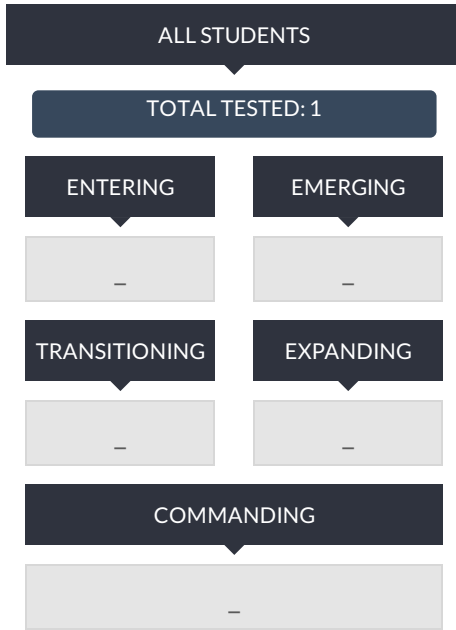 ALL STUDENTS
TOTAL TESTED: 1
ENTERING
EMERGING
–
–
TRANSITIONING
EXPANDING
–
–
COMMANDING
–